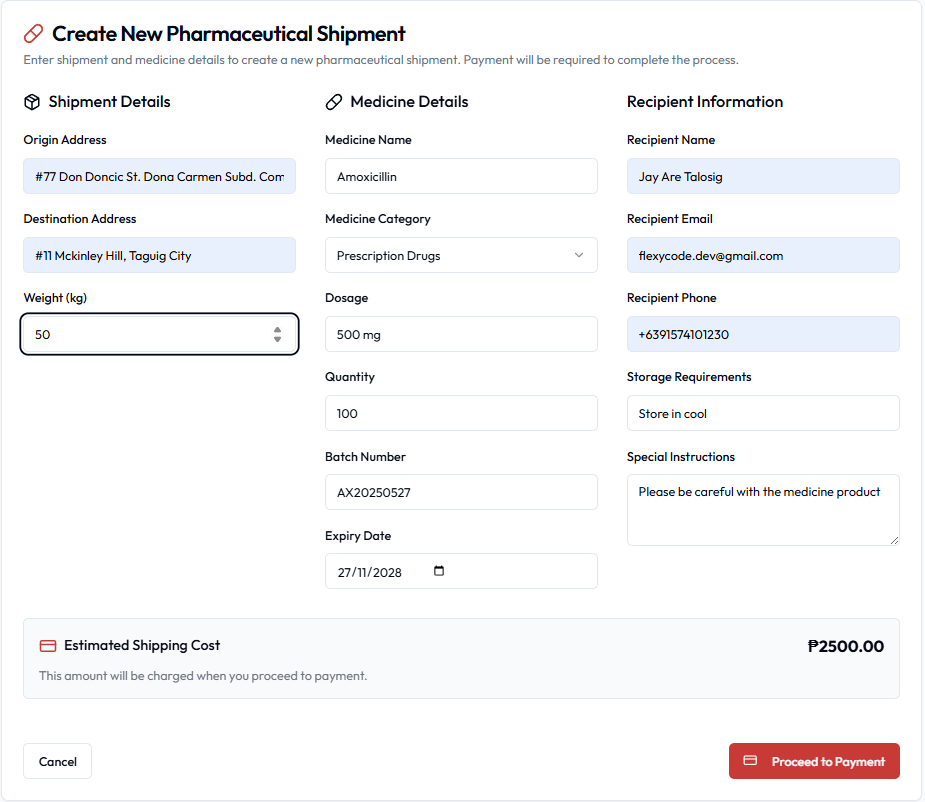 Create New Pharmaceutical Shipment
Enter shipment and medicine details to create a new pharmaceutical shipment. Payment will be required to complete the process.
Shipment Details
Origin Address
#77 Don Doncic St. Dona Carmen Subd. Com
Destination Address
#11 Mckinley Hill, Taguig City
Weight (kg)
50
Medicine Details
Medicine Name
Amoxicillin
Medicine Category
Prescription Drugs
Dosage
500 mg
Quantity
100
Batch Number
AX20250527
Expiry Date
27/11/2028
Recipient Information
Recipient Name
Jay Are Talosig
Recipient Email
flexycode.dev@gmail.com
Recipient Phone
+6391574101230
Storage Requirements
Store in cool
Special Instructions
Please be careful with the medicine product
Estimated Shipping Cost
₱2500.00
This amount will be charged when you proceed to payment.
Cancel
Proceed to Payment